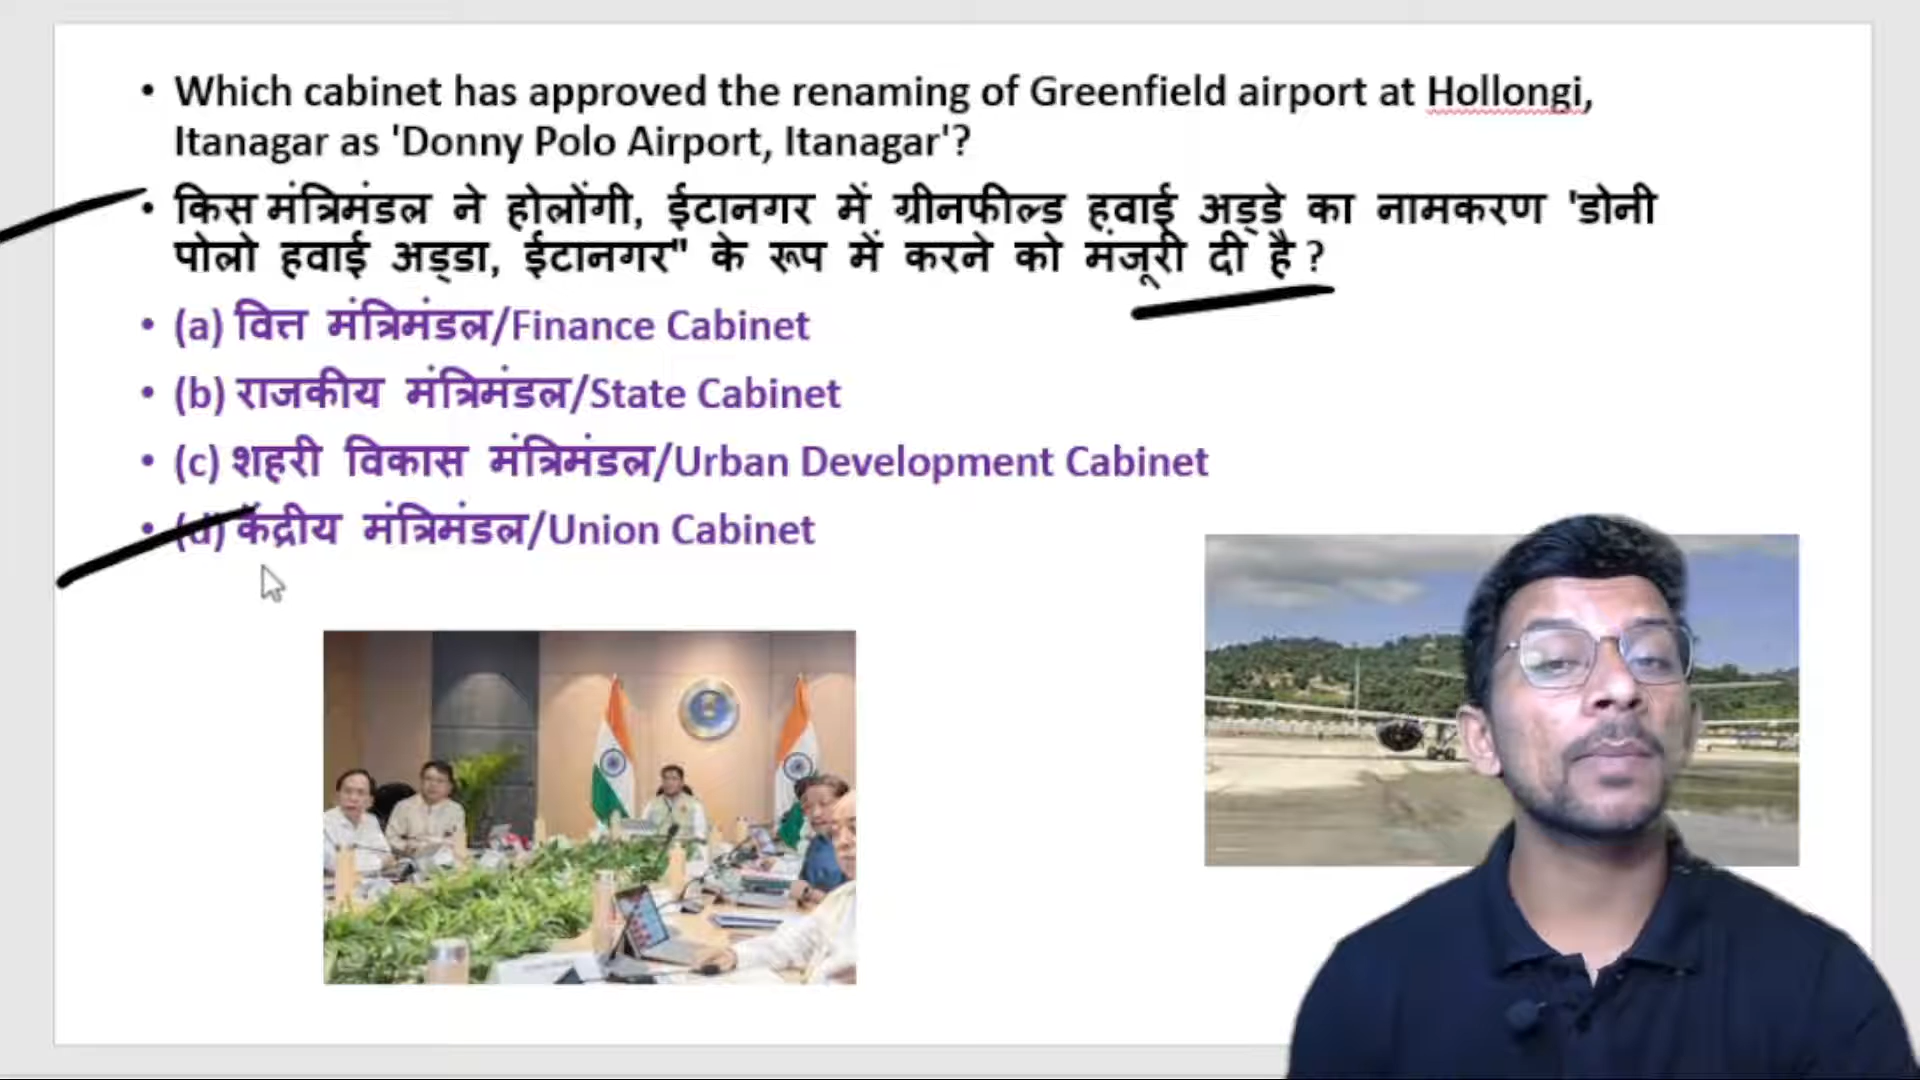 • Which cabinet has approved the renaming of Greenfield airport at Hollongi,
Itanagar as 'Donny Polo Airport, Itanagar'?
• किस मंत्रिमंडल ने होलोंगी, ईटानगर में ग्रीनफील्ड हवाई अड्डे का नामकरण 'डोनी
पोलो हवाई अड्डा, ईटानगर" के रूप में करने को मंजूरी दी है ?
• (a) वित्त मंत्रिमंडल/Finance Cabinet
• (b) राजकीय मंत्रिमंडल/State Cabinet
• (c) शहरी विकास मंत्रिमंडल/Urban Development Cabinet
• (d) केंद्रीय मंत्रिमंडल/Union Cabinet